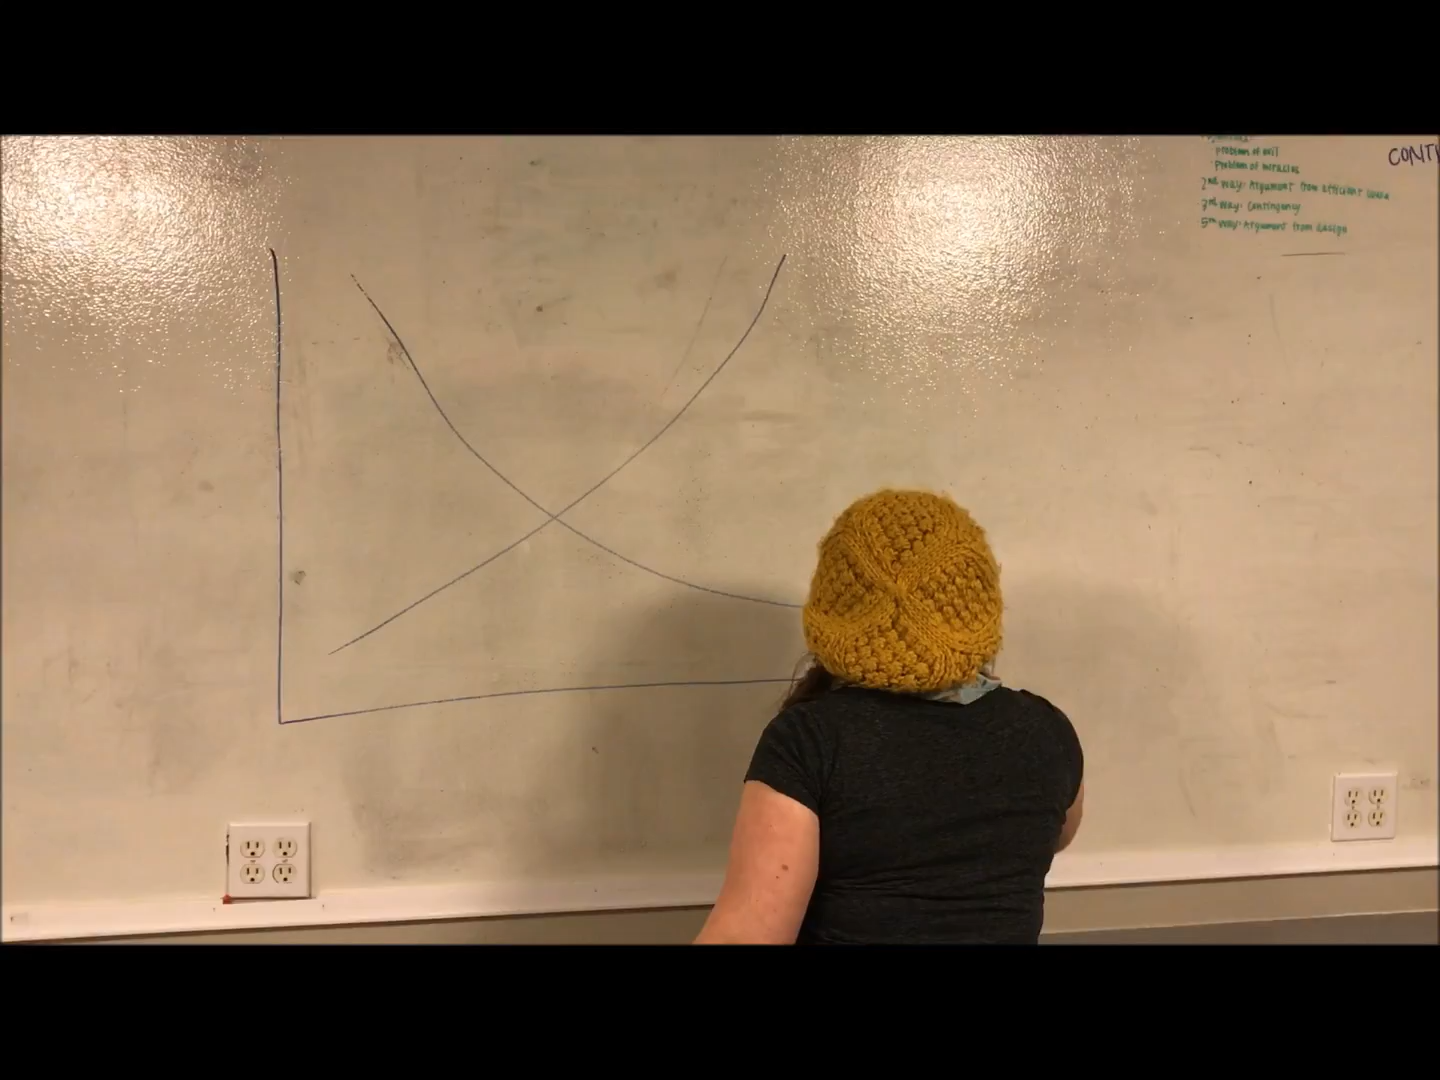 problem of evil
Problem of miracles
2nd way: Argument from efficient cause
3rd way: Contingency
5th way: Argument from design
CONTI